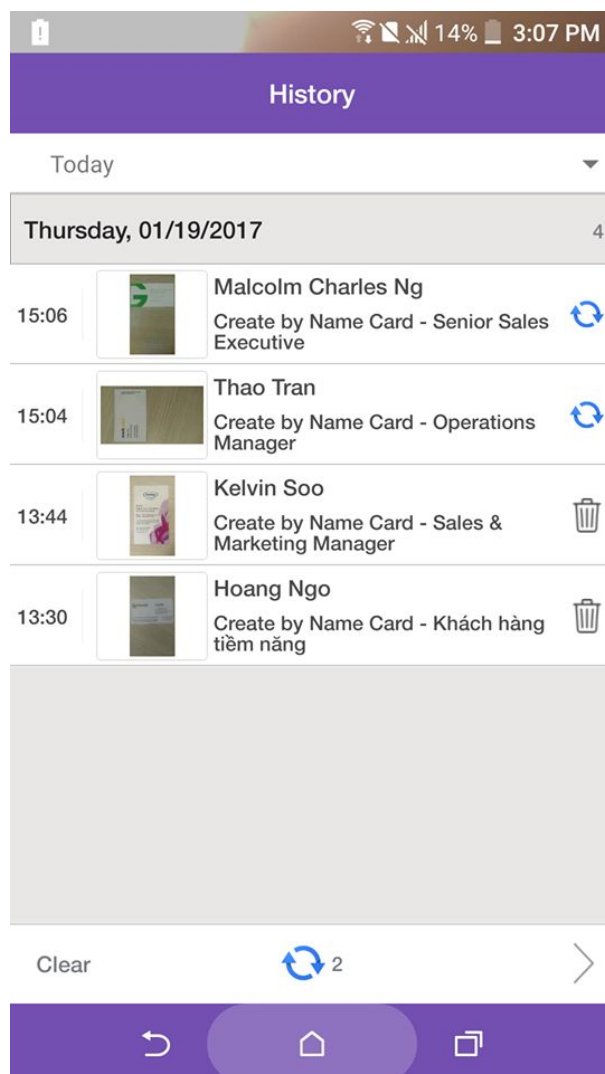 14% 3:07 PM
History
Today
Thursday, 01/19/2017 4
15:06
Malcolm Charles Ng
Create by Name Card - Senior Sales
Executive
15:04
Thao Tran
Create by Name Card - Operations
Manager
13:44
Kelvin Soo
Create by Name Card - Sales &
Marketing Manager
13:30
Hoang Ngo
Create by Name Card - Khách hàng
tiềm năng
Clear 2